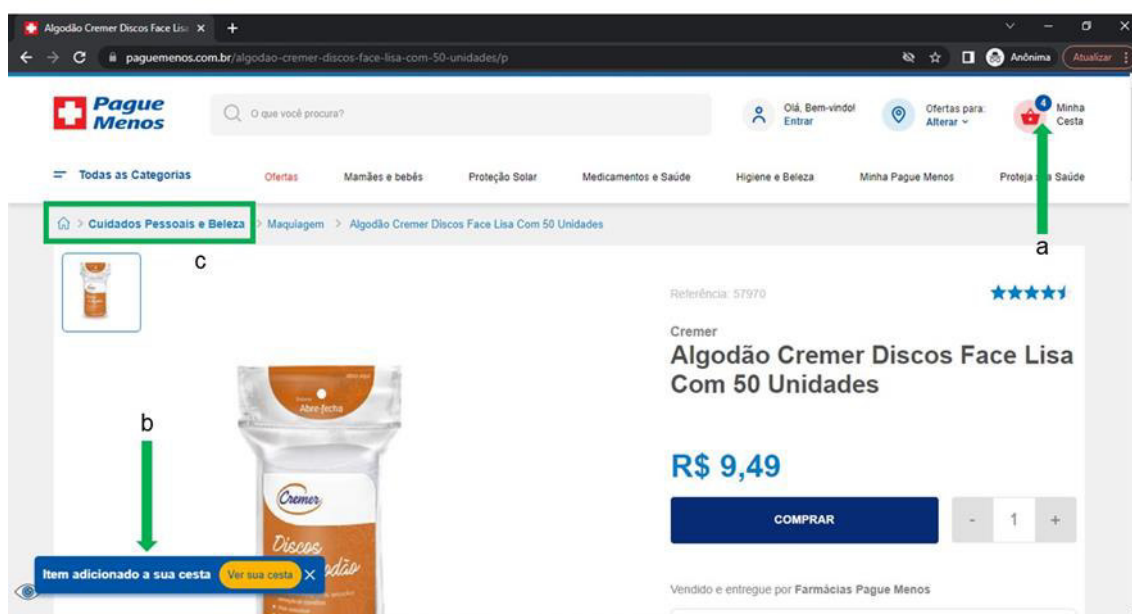 Algodão Cremer Discos Face Lis
paguemenos.com.br/algodao-cremer-discos-face-lisa-com-50-unidades/p
Anônima
Atualizar
Pague Menos
O que você procura?
Olá, Bem-vindo!
Entrar
Ofertas para:
Alterar
4
Minha
Cesta
Todas as Categorias
Ofertas
Mamães e bebês
Proteção Solar
Medicamentos e Saúde
Higiene e Beleza
Minha Pague Menos
Proteja Saúde
> Cuidados Pessoais e Beleza > Maquiagem > Algodão Cremer Discos Face Lisa Com 50 Unidades
c
a
Referência: 57970
Cremer
Algodão Cremer Discos Face Lisa
Com 50 Unidades
Abre-fecha
b
R$ 9,49
Cremer
COMPRAR
- 1 +
Discos
Item adicionado a sua cesta Ver sua cesta X
Vendido e entregue por Farmácias Pague Menos